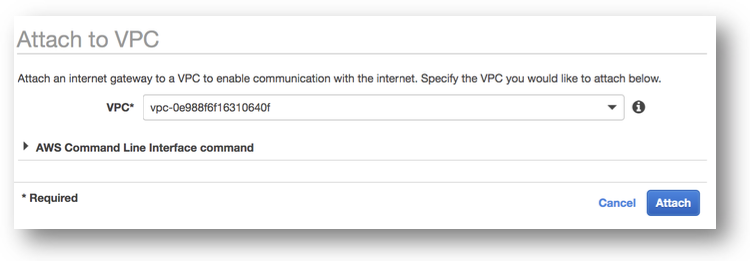 Attach to VPC
Attach an internet gateway to a VPC to enable communication with the internet. Specify the VPC you would like to attach below.
VPC* vpc-0e988f6f16310640f
AWS Command Line Interface command
* Required
Cancel Attach